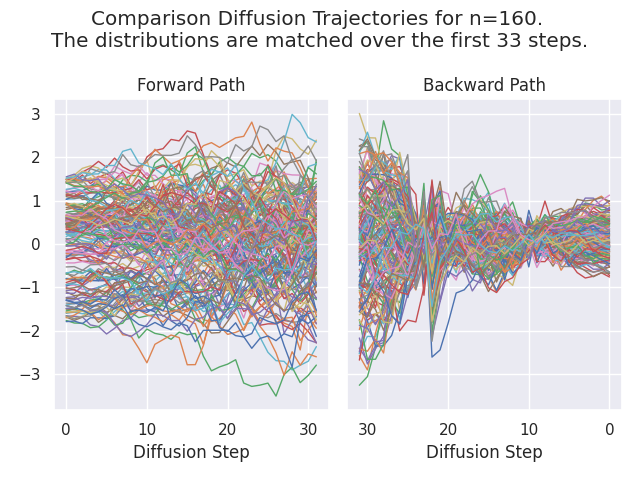 Comparison Diffusion Trajectories for n=160.
The distributions are matched over the first 33 steps.
Forward Path
Backward Path
3
2
1
0
−1
−2
−3
0 10 20 30
30 20 10 0
Diffusion Step
Diffusion Step